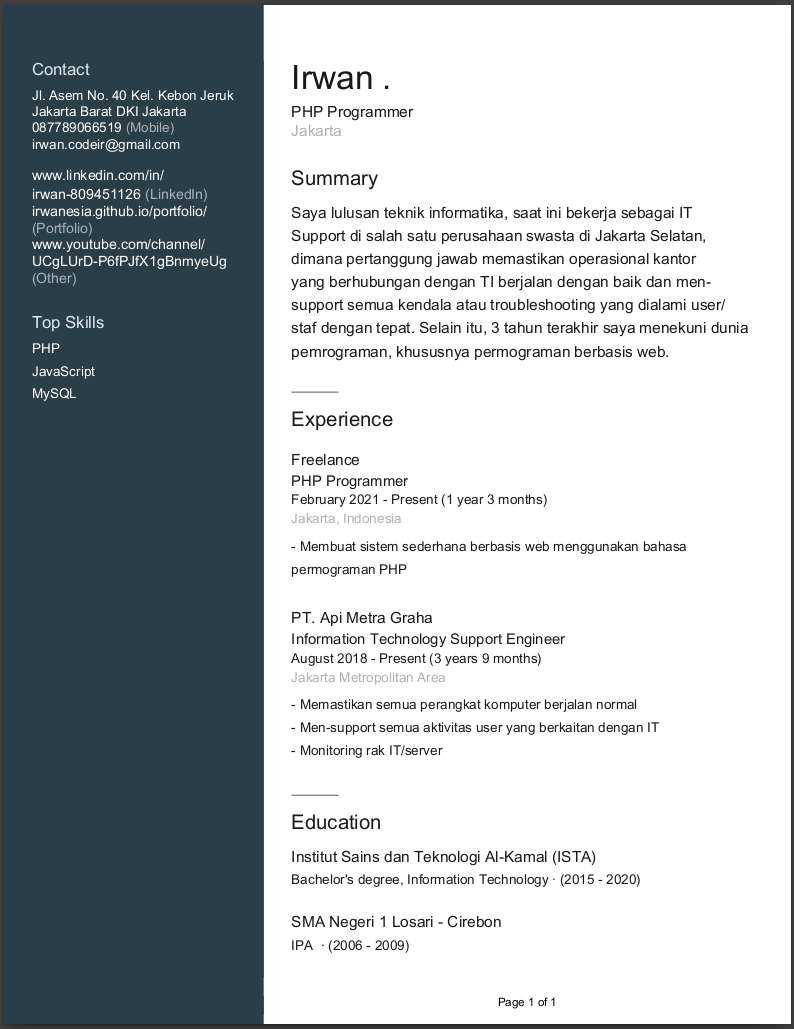 Contact
Jl. Asem No. 40 Kel. Kebon Jeruk
Jakarta Barat DKI Jakarta
087789066519 (Mobile)
irwan.codeir@gmail.com
www.linkedin.com/in/
irwan-809451126 (LinkedIn)
irwanesia.github.io/portfolio/
(Portfolio)
www.youtube.com/channel/
UCgLUrD-P6fPJfX1gBnmyeUg
(Other)
Top Skills
PHP
JavaScript
MySQL
Irwan .
PHP Programmer
Jakarta
Summary
Saya lulusan teknik informatika, saat ini bekerja sebagai IT
Support di salah satu perusahaan swasta di Jakarta Selatan,
dimana pertanggung jawab memastikan operasional kantor
yang berhubungan dengan TI berjalan dengan baik dan men-
support semua kendala atau troubleshooting yang dialami user/
staf dengan tepat. Selain itu, 3 tahun terakhir saya menekuni dunia
pemrograman, khususnya permograman berbasis web.
Experience
Freelance
PHP Programmer
February 2021 - Present (1 year 3 months)
Jakarta, Indonesia
- Membuat sistem sederhana berbasis web menggunakan bahasa
permograman PHP
PT. Api Metra Graha
Information Technology Support Engineer
August 2018 - Present (3 years 9 months)
Jakarta Metropolitan Area
- Memastikan semua perangkat komputer berjalan normal
- Men-support semua aktivitas user yang berkaitan dengan IT
- Monitoring rak IT/server
Education
Institut Sains dan Teknologi Al-Kamal (ISTA)
Bachelor's degree, Information Technology · (2015 - 2020)
SMA Negeri 1 Losari - Cirebon
IPA · (2006 - 2009)
Page 1 of 1